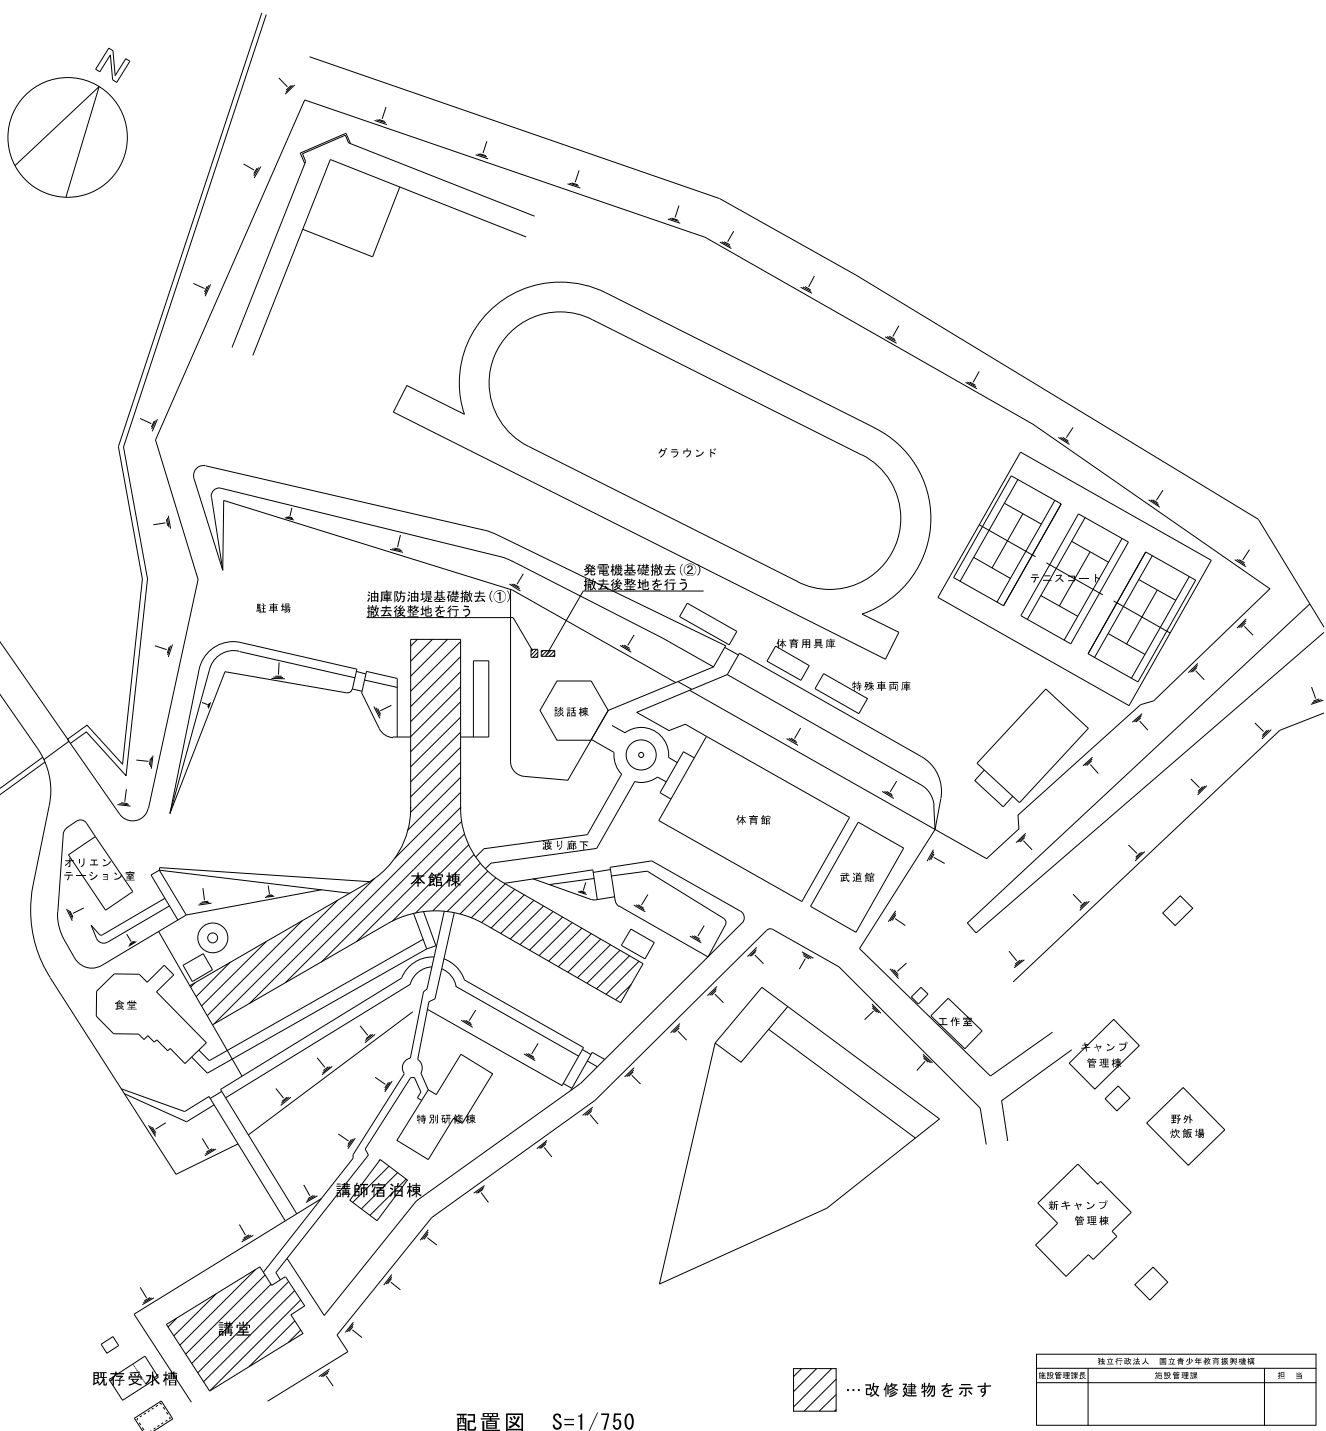 N
グラウンド
発電機基礎撤去(②)
撤去後整地を行う
油庫防油堤基礎撤去(①)
撤去後整地を行う
テニスコート
駐車場
体育用具庫
特殊車両庫
談話棟
体育館
渡り廊下
武道館
オリエン
テーション室
本館棟
食堂
工作室
キャンプ
管理棟
特別研修棟
野外
炊飯場
講師宿泊棟
新キャンプ
管理棟
講堂
既存受水槽
…改修建物を示す
配置図 S=1/750
独立行政法人 国立青少年教育振興機構
施設管理課長 施設管理課 担 当